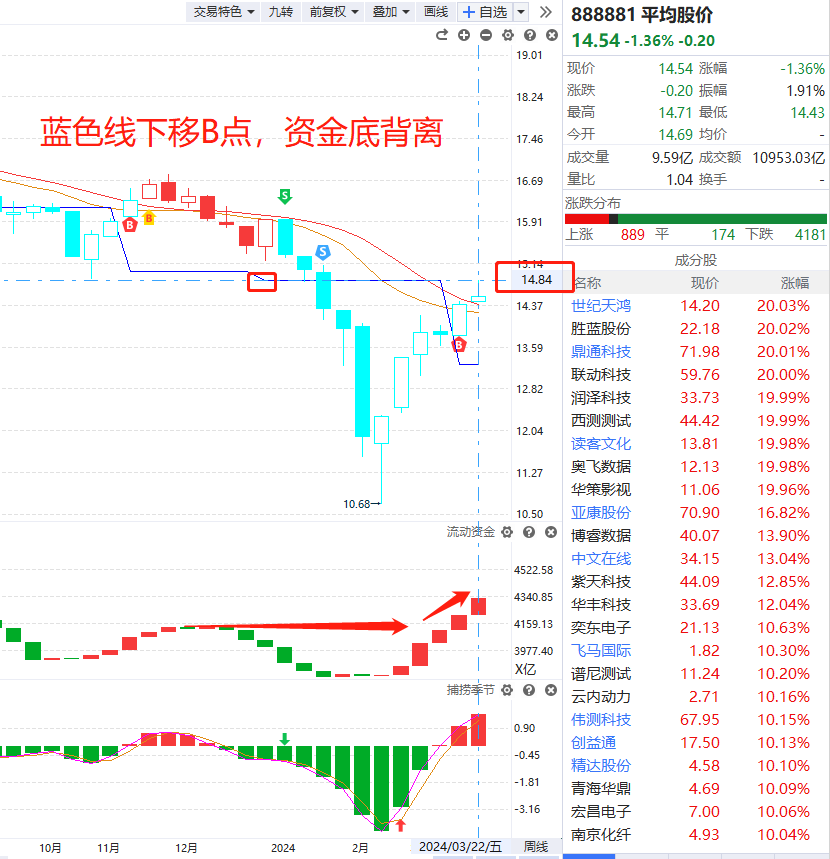 交易特色 九转 前复权 叠加 画线 自选
888881 平均股价
14.54 -1.36% -0.20
现价 14.54 涨幅 -1.36%
涨跌 -0.20 振幅 1.91%
最高 14.71 最低 14.43
今开 14.69 均价 -
成交量 9.59亿 成交额 10953.03亿
量比 1.04 换手 -
涨跌分布
上涨 889 平 174 下跌 4181
成分股
名称 现价 涨幅
世纪天鸿 14.20 20.03%
胜蓝股份 22.18 20.02%
鼎通科技 71.98 20.01%
联动科技 59.76 20.00%
润泽科技 33.73 19.99%
西测测试 44.42 19.99%
读客文化 13.81 19.98%
奥飞数据 12.13 19.98%
华策影视 11.06 19.96%
亚康股份 70.90 16.82%
博睿数据 40.07 13.90%
中文在线 34.15 13.04%
紫天科技 44.09 12.85%
华丰科技 33.69 12.04%
奕东电子 21.13 10.63%
飞马国际 1.82 10.30%
谱尼测试 11.24 10.20%
云内动力 2.71 10.16%
伟测科技 67.95 10.15%
创益通 17.50 10.13%
精达股份 4.58 10.10%
青海华鼎 4.69 10.09%
宏昌电子 7.00 10.06%
南京化纤 4.93 10.04%
蓝色线下移B点，资金底背离
19.01
18.24
17.46
16.69
15.91
15.14
14.84
14.37
13.59
12.82
12.04
11.27
10.50
B
B
S
S
B
10.68
流动资金
4522.58
4340.85
4159.13
3977.40
X亿
捕捞季节
0.90
-0.45
-1.81
-3.16
10月 11月 12月 2024 2月 2024/03/22/五 周线